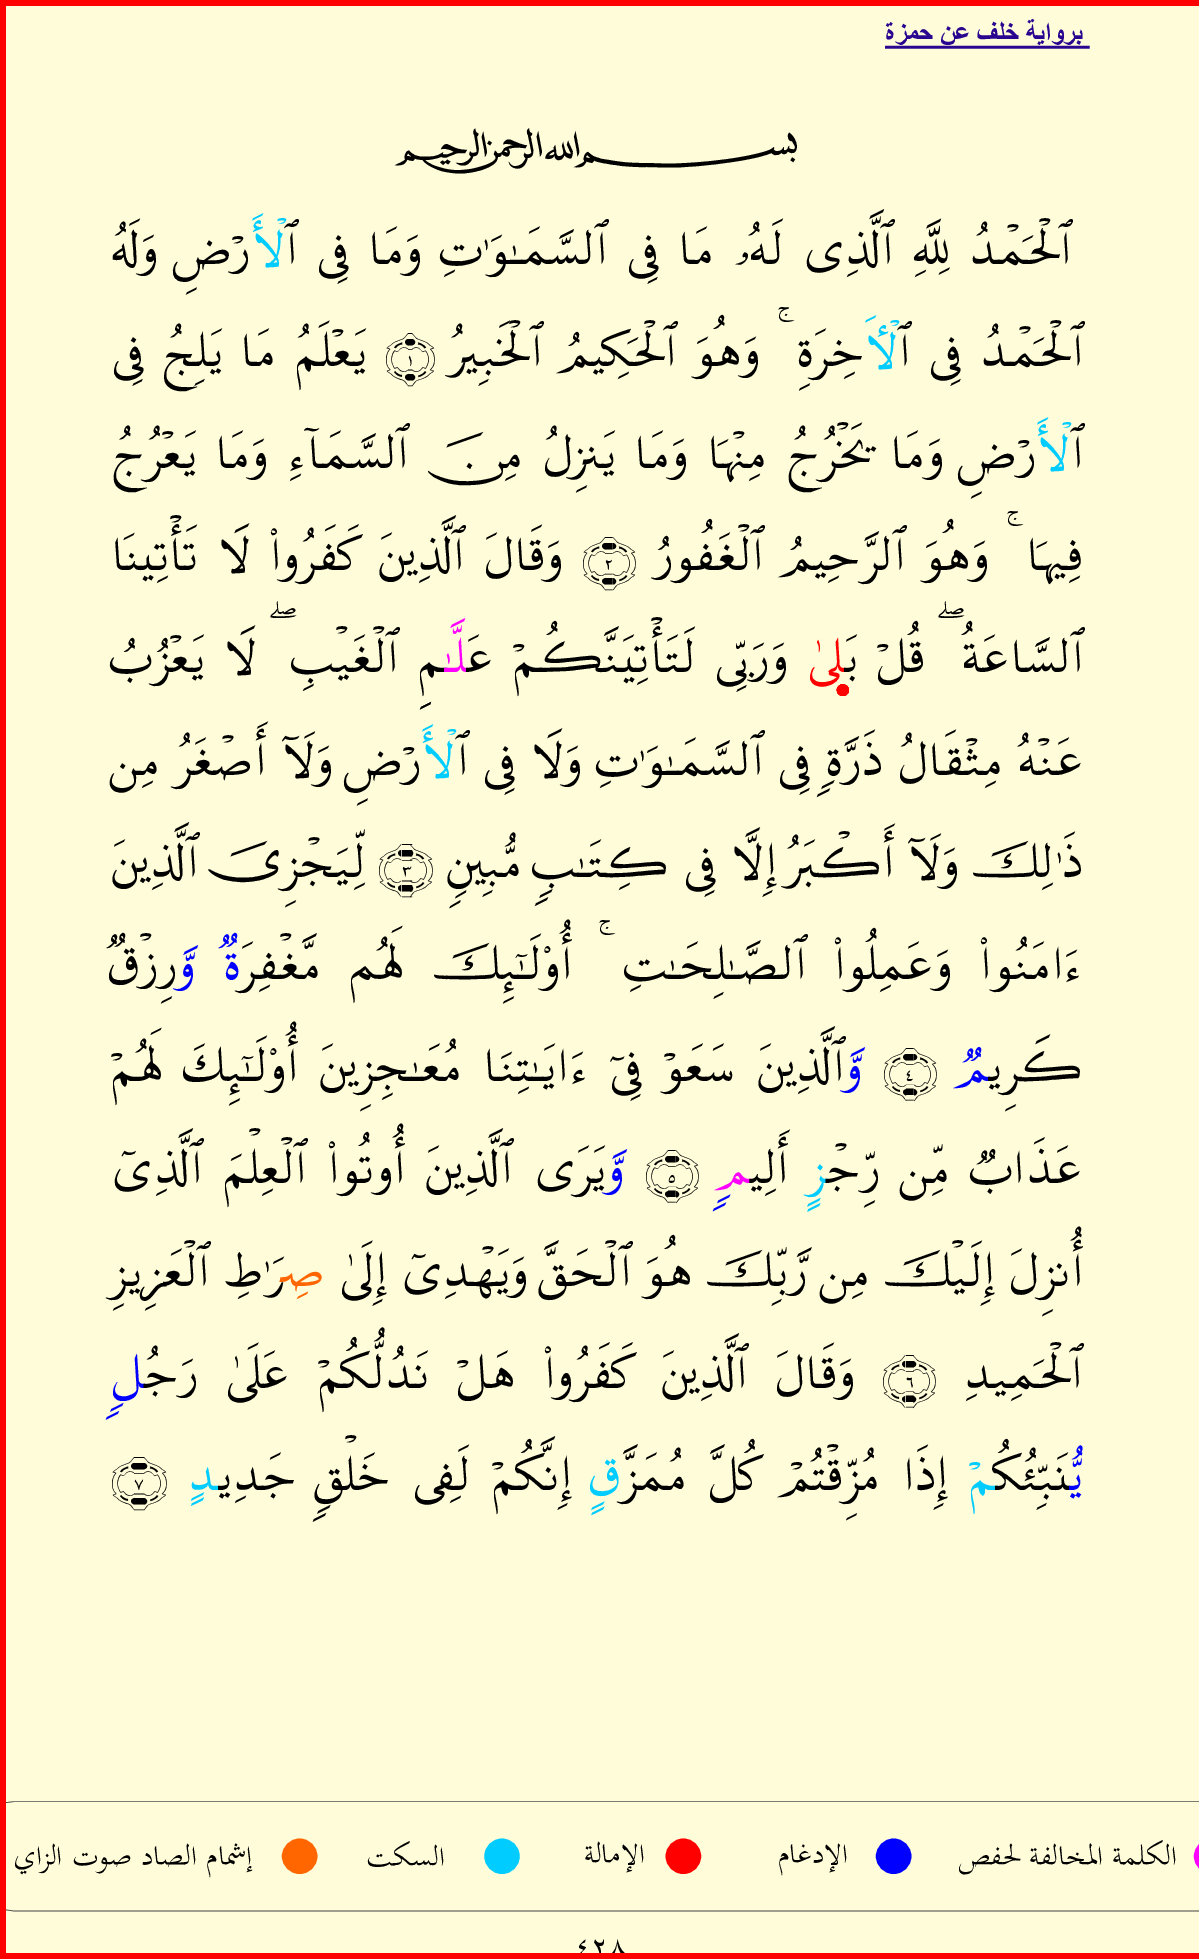 برواية خلف عن حمزة
بسم الله الرحمن الرحيم
ٱلْحَمْدُ لِلَّهِ ٱلَّذِى لَهُۥ مَا فِى ٱلسَّمَـٰوَٰتِ وَمَا فِى ٱلْأَرْضِ وَلَهُ
ٱلْحَمْدُ فِى ٱلْأَخِرَةِ ۚ وَهُوَ ٱلْحَكِيمُ ٱلْخَبِيرُ ١ يَعْلَمُ مَا يَلِجُ فِى
ٱلْأَرْضِ وَمَا يَخْرُجُ مِنْهَا وَمَا يَنزِلُ مِنَ ٱلسَّمَآءِ وَمَا يَعْرُجُ
فِيهَا ۚ وَهُوَ ٱلرَّحِيمُ ٱلْغَفُورُ ٢ وَقَالَ ٱلَّذِينَ كَفَرُوا۟ لَا تَأْتِينَا
ٱلسَّاعَةُ ۖ قُلْ بَلِىٰ وَرَبِّى لَتَأْتِيَنَّكُمْ عَلَّـٰمِ ٱلْغَيْبِ ۖ لَا يَعْزُبُ
عَنْهُ مِثْقَالُ ذَرَّةٍ فِى ٱلسَّمَـٰوَٰتِ وَلَا فِى ٱلْأَرْضِ وَلَآ أَصْغَرُ مِن
ذَٰلِكَ وَلَآ أَكْبَرُ إِلَّا فِى كِتَـٰبٍ مُّبِينٍ ٣ لِّيَجْزِىَ ٱلَّذِينَ
ءَامَنُوا۟ وَعَمِلُوا۟ ٱلصَّـٰلِحَـٰتِ ۚ أُو۟لَـٰٓئِكَ لَهُم مَّغْفِرَةٌ وَّرِزْقٌ
كَرِيمٌ ٤ وَّٱلَّذِينَ سَعَوْ فِىٓ ءَايَـٰتِنَا مُعَـٰجِزِينَ أُو۟لَـٰٓئِكَ لَهُمْ
عَذَابٌ مِّن رِّجْزٍ أَلِيمٍ ٥ وَّيَرَى ٱلَّذِينَ أُوتُوا۟ ٱلْعِلْمَ ٱلَّذِىٓ
أُنزِلَ إِلَيْكَ مِن رَّبِّكَ هُوَ ٱلْحَقَّ وَيَهْدِىٓ إِلَىٰ صِرَٰطِ ٱلْعَزِيزِ
ٱلْحَمِيدِ ٦ وَقَالَ ٱلَّذِينَ كَفَرُوا۟ هَلْ نَدُلُّكُمْ عَلَىٰ رَجُلٍ
يُّنَبِّئُكُمْ إِذَا مُزِّقْتُمْ كُلَّ مُمَزَّقٍ إِنَّكُمْ لَفِى خَلْقٍ جَدِيدٍ ٧
الكلمة المخالفة لحفص الإدغام الإمالة السكت إشمام الصاد صوت الزاي
٤٢٨